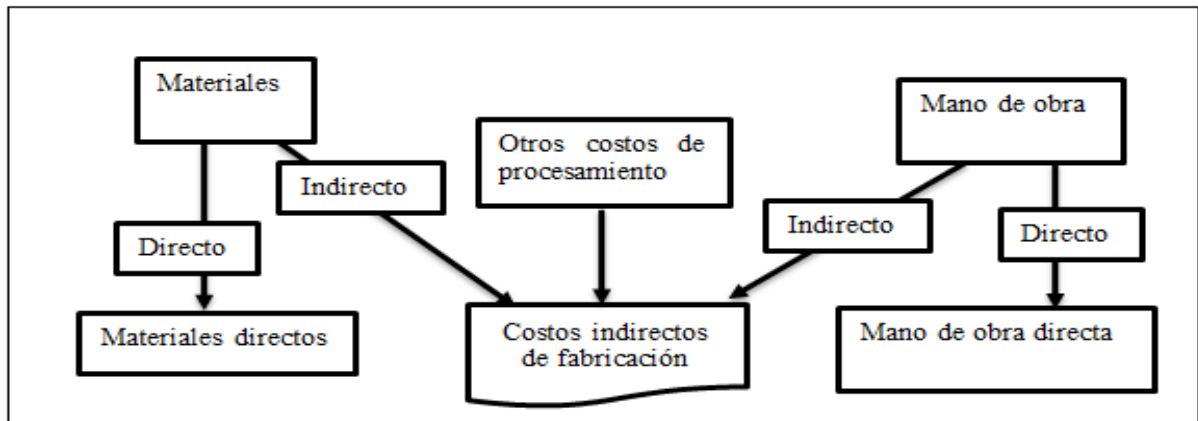 Materiales
Mano de obra
Otros costos de
procesamiento
Indirecto
Indirecto
Directo
Directo
Materiales directos
Costos indirectos
de fabricación
Mano de obra directa